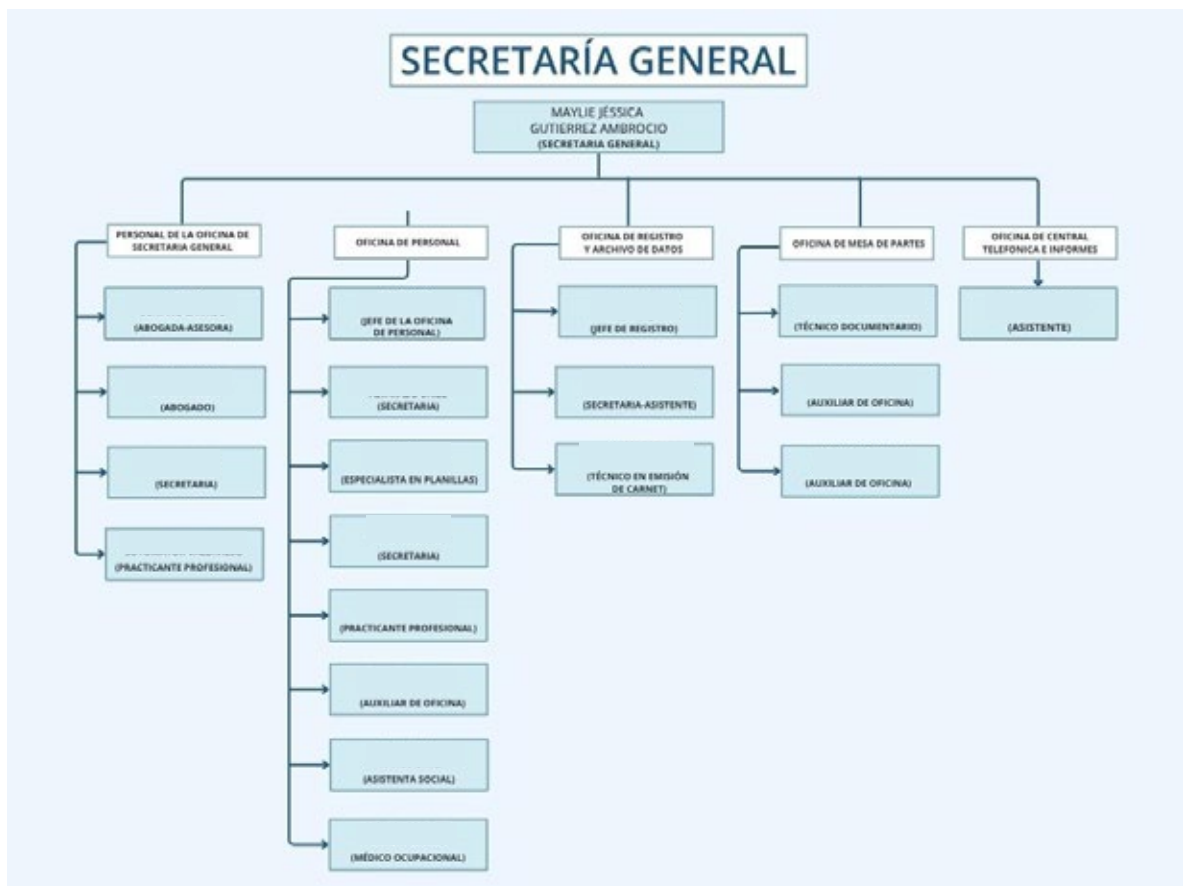 SECRETARÍA GENERAL
MAYLIE JÉSSICA
GUTIERREZ AMBROCIO
(SECRETARIA GENERAL)
PERSONAL DE LA OFICINA DE
SECRETARIA GENERAL
(ABOGADA-ASESORA)
(ABOGADO)
(SECRETARIA)
(PRACTICANTE PROFESIONAL)
OFICINA DE PERSONAL
(JEFE DE LA OFICINA
DE PERSONAL)
(SECRETARIA)
(ESPECIALISTA EN PLANILLAS)
(SECRETARIA)
(PRACTICANTE PROFESIONAL)
(AUXILIAR DE OFICINA)
(ASISTENTA SOCIAL)
(MÉDICO OCUPACIONAL)
OFICINA DE REGISTRO
Y ARCHIVO DE DATOS
(JEFE DE REGISTRO)
(SECRETARIA-ASISTENTE)
(TÉCNICO EN EMISIÓN
DE CARNET)
OFICINA DE MESA DE PARTES
(TÉCNICO DOCUMENTARIO)
(AUXILIAR DE OFICINA)
(AUXILIAR DE OFICINA)
OFICINA DE CENTRAL
TELEFONICA E INFORMES
(ASISTENTE)